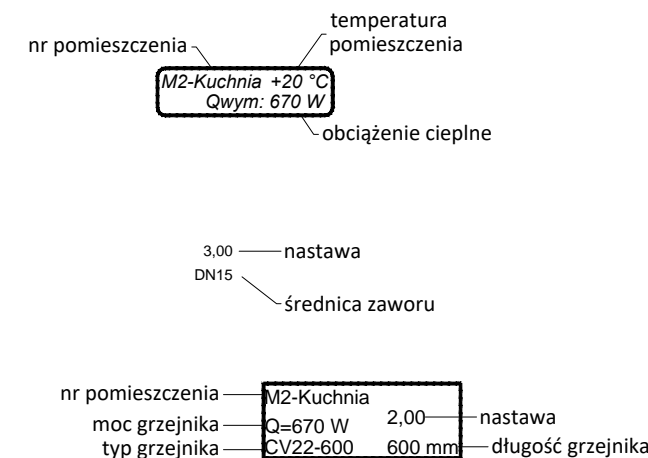 temperatura
nr pomieszczenia pomieszczenia
M2-Kuchnia +20 °C
Qwym: 670 W
obciążenie cieplne
3,00 nastawa
DN15
średnica zaworu
nr pomieszczenia M2-Kuchnia
moc grzejnika Q=670 W 2,00 nastawa
typ grzejnika CV22-600 600 mm długość grzejnika